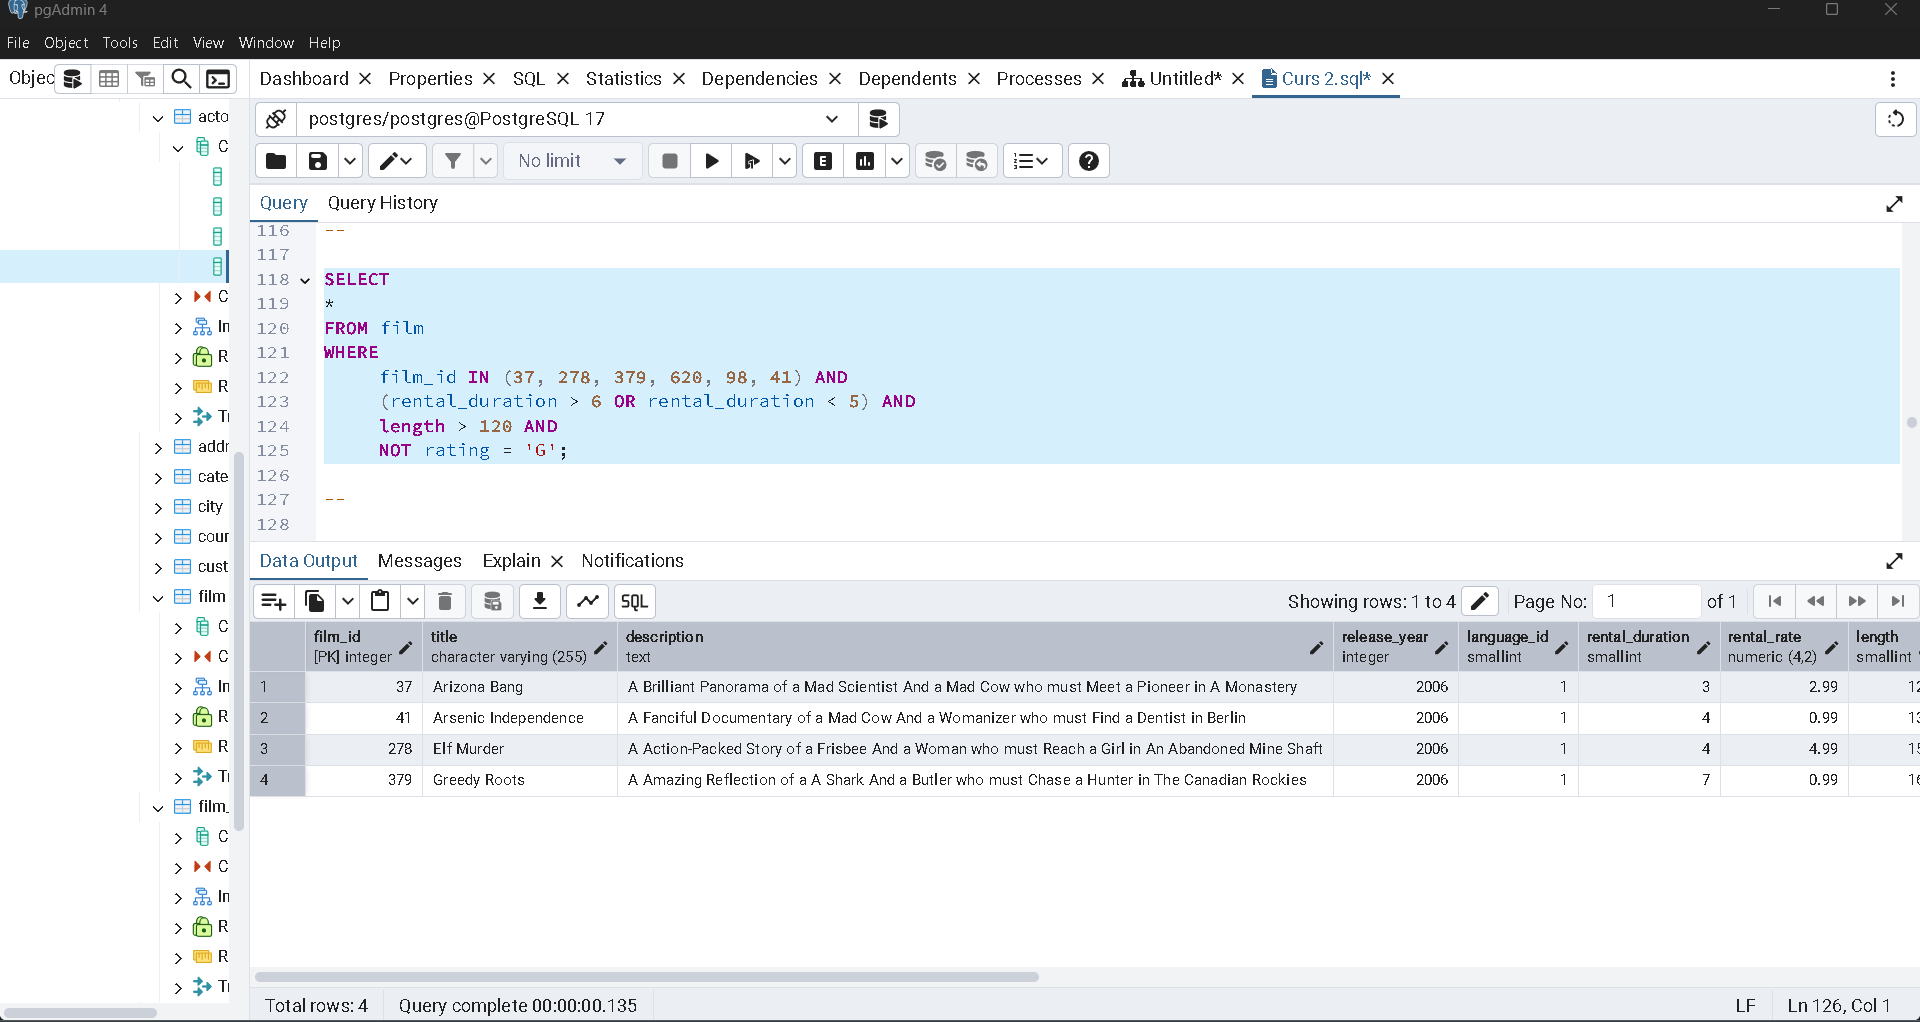 pgAdmin 4
File Object Tools Edit View Window Help
Objec
Dashboard Properties SQL Statistics Dependencies Dependents Processes Untitled* Curs 2.sql*
postgres/postgres@PostgreSQL 17
No limit
E
Query Query History
116 --
117
118 SELECT
119 *
120 FROM film
121 WHERE
122 film_id IN (37, 278, 379, 620, 98, 41) AND
123 (rental_duration > 6 OR rental_duration < 5) AND
124 length > 120 AND
125 NOT rating = 'G';
126
127 --
128
acto
C
C
In
R
R
Tr
addr
cate
city
cour
cust
film
C
C
In
R
R
Tr
film_
C
C
In
R
R
Tr
Data Output Messages Explain Notifications
SQL
Showing rows: 1 to 4 Page No: 1 of 1
film_id title description release_year language_id rental_duration rental_rate length
[PK] integer character varying (255) text integer smallint smallint numeric (4,2) smallint
1 37 Arizona Bang A Brilliant Panorama of a Mad Scientist And a Mad Cow who must Meet a Pioneer in A Monastery 2006 1 3 2.99 12
2 41 Arsenic Independence A Fanciful Documentary of a Mad Cow And a Womanizer who must Find a Dentist in Berlin 2006 1 4 0.99 13
3 278 Elf Murder A Action-Packed Story of a Frisbee And a Woman who must Reach a Girl in An Abandoned Mine Shaft 2006 1 4 4.99 15
4 379 Greedy Roots A Amazing Reflection of a A Shark And a Butler who must Chase a Hunter in The Canadian Rockies 2006 1 7 0.99 16
Total rows: 4 Query complete 00:00:00.135 LF Ln 126, Col 1